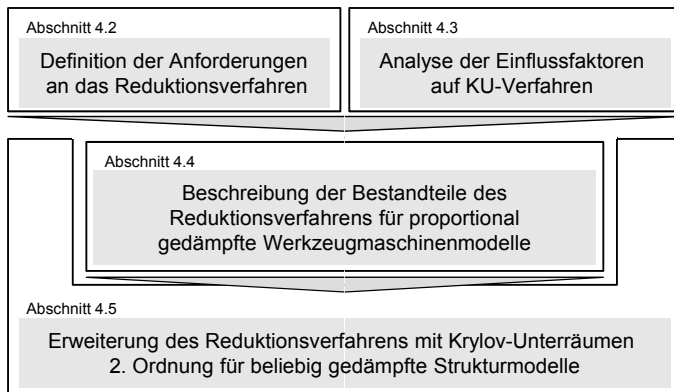 Abschnitt 4.2
Definition der Anforderungen
an das Reduktionsverfahren
Abschnitt 4.3
Analyse der Einflussfaktoren
auf KU-Verfahren
Abschnitt 4.4
Beschreibung der Bestandteile des
Reduktionsverfahrens für proportional
gedämpfte Werkzeugmaschinenmodelle
Abschnitt 4.5
Erweiterung des Reduktionsverfahrens mit Krylov-Unterräumen
2. Ordnung für beliebig gedämpfte Strukturmodelle